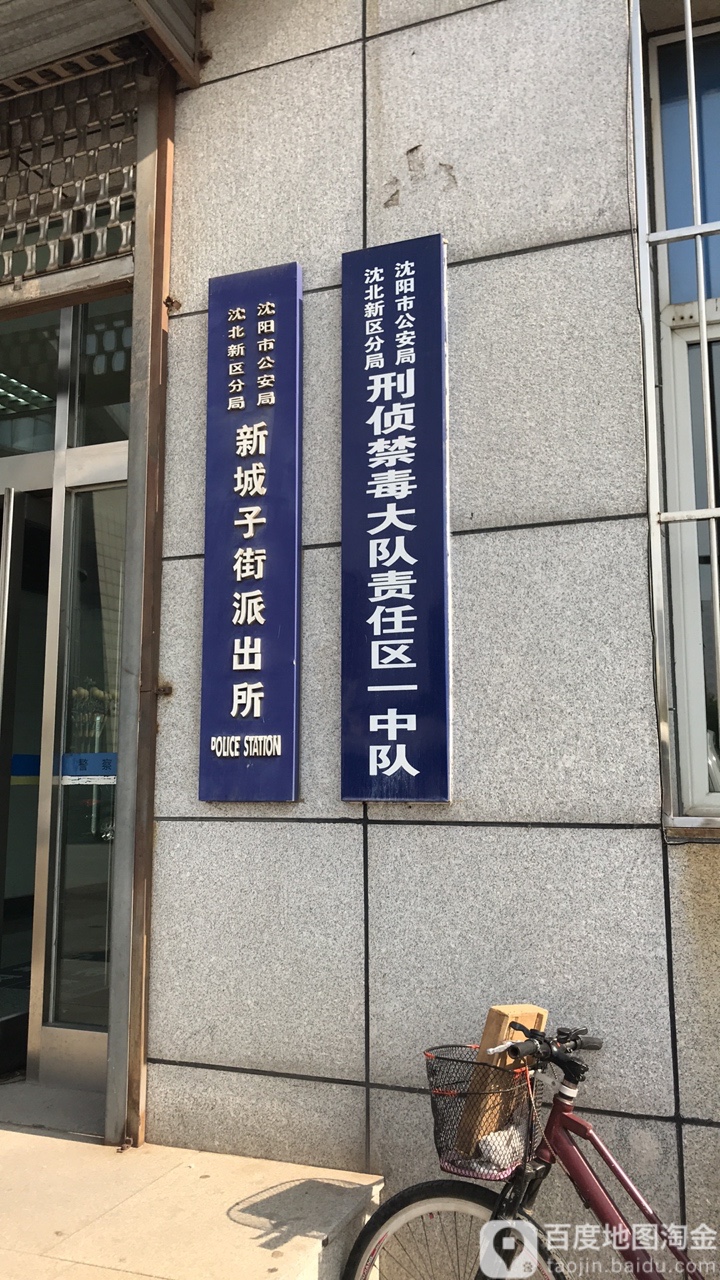 沈阳市公安局
沈北新区分局
新城子街派出所
POLICE STATION
沈阳市公安局
沈北新区分局
刑侦禁毒大队责任区一中队
警察
百度地图淘金
taojin.baidu.com